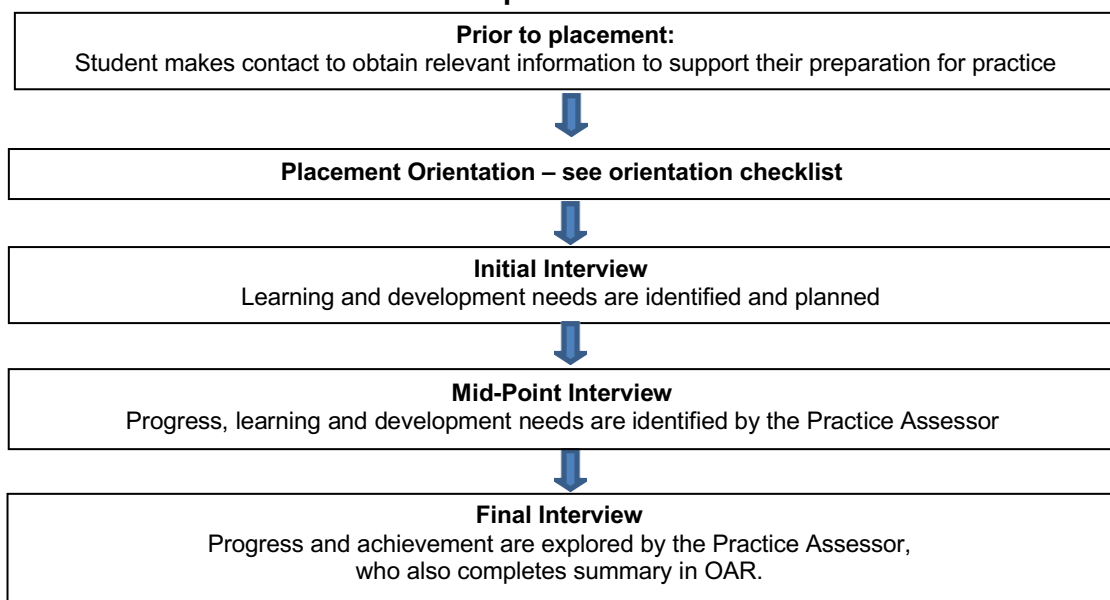 Prior to placement:
Student makes contact to obtain relevant information to support their preparation for practice
Placement Orientation – see orientation checklist
Initial Interview
Learning and development needs are identified and planned
Mid-Point Interview
Progress, learning and development needs are identified by the Practice Assessor
Final Interview
Progress and achievement are explored by the Practice Assessor,
who also completes summary in OAR.